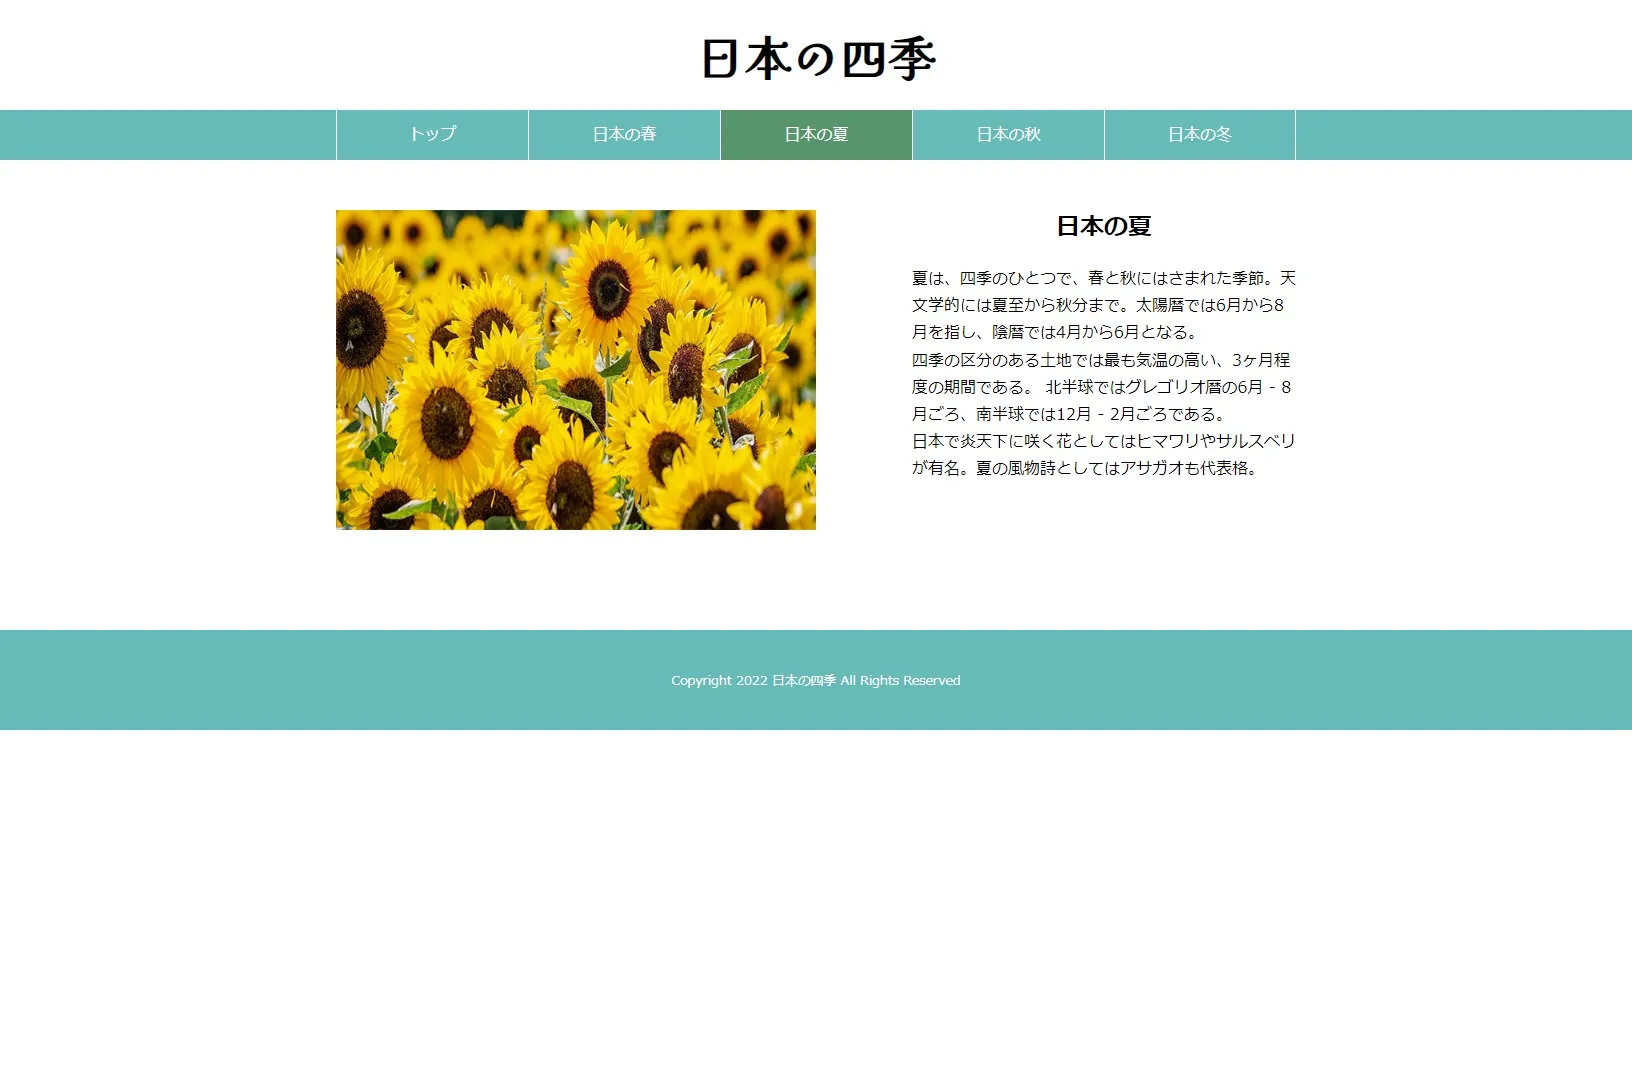 日本の四季
トップ
日本の春
日本の夏
日本の秋
日本の冬
日本の夏
夏は、四季のひとつで、春と秋にはさまれた季節。天
文学的には夏至から秋分まで。太陽暦では6月から8
月を指し、陰暦では4月から6月となる。
四季の区分のある土地では最も気温の高い、3ヶ月程
度の期間である。 北半球ではグレゴリオ暦の6月 - 8
月ごろ、南半球では12月 - 2月ごろである。
日本で炎天下に咲く花としてはヒマワリやサルスベリ
が有名。夏の風物詩としてはアサガオも代表格。
Copyright 2022 日本の四季 All Rights Reserved